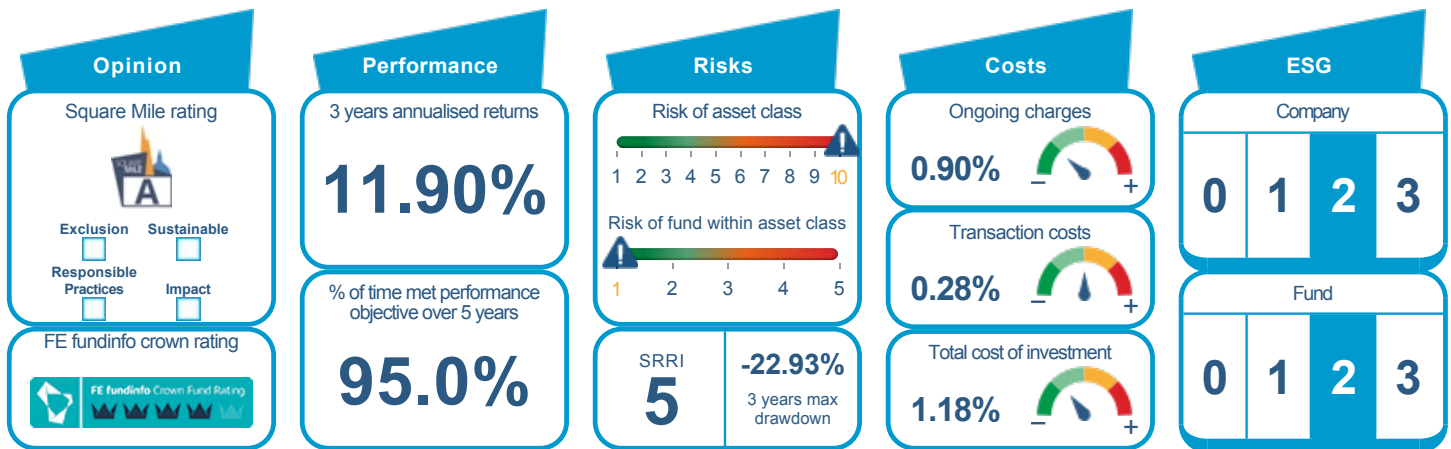 Opinion
Square Mile rating
SQUARE
MILE
A
Exclusion
Sustainable
Responsible
Practices
Impact
FE fundinfo crown rating
FE fundinfo Crown Fund Rating
Performance
3 years annualised returns
11.90%
% of time met performance
objective over 5 years
95.0%
Risks
Risk of asset class
1 2 3 4 5 6 7 8 9 10
Risk of fund within asset class
1 2 3 4 5
SRRI
5
-22.93%
3 years max
drawdown
Costs
Ongoing charges
0.90%
− +
Transaction costs
0.28%
− +
Total cost of investment
1.18%
− +
ESG
Company
0 1 2 3
Fund
0 1 2 3